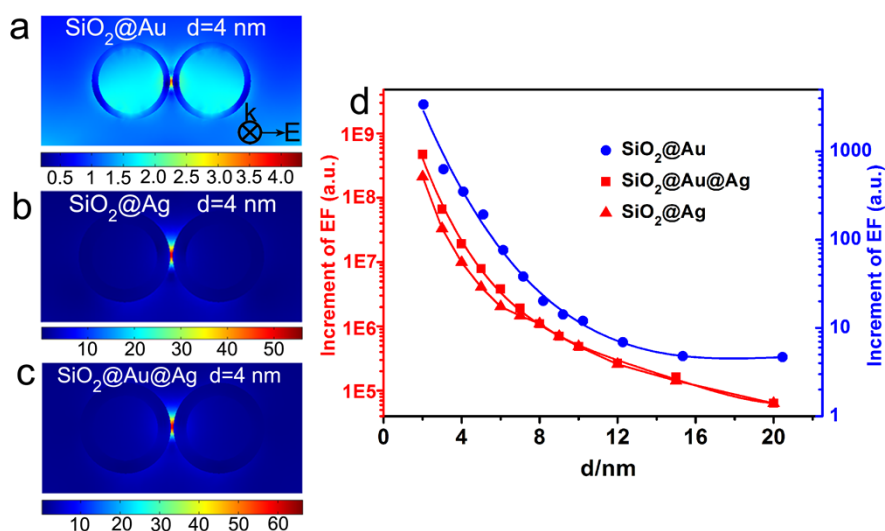 a
SiO2@Au d=4 nm
k
E
0.5 1 1.5 2.0 2.5 3.0 3.5 4.0
b
SiO2@Ag d=4 nm
10 20 30 40 50
c
SiO2@Au@Ag d=4 nm
10 20 30 40 50 60
d
Increment of EF (a.u.)
1E9
1E8
1E7
1E6
1E5
SiO2@Au
SiO2@Au@Ag
SiO2@Ag
1000
100
10
1
Increment of EF (a.u.)
0 4 8 12 16 20
d/nm